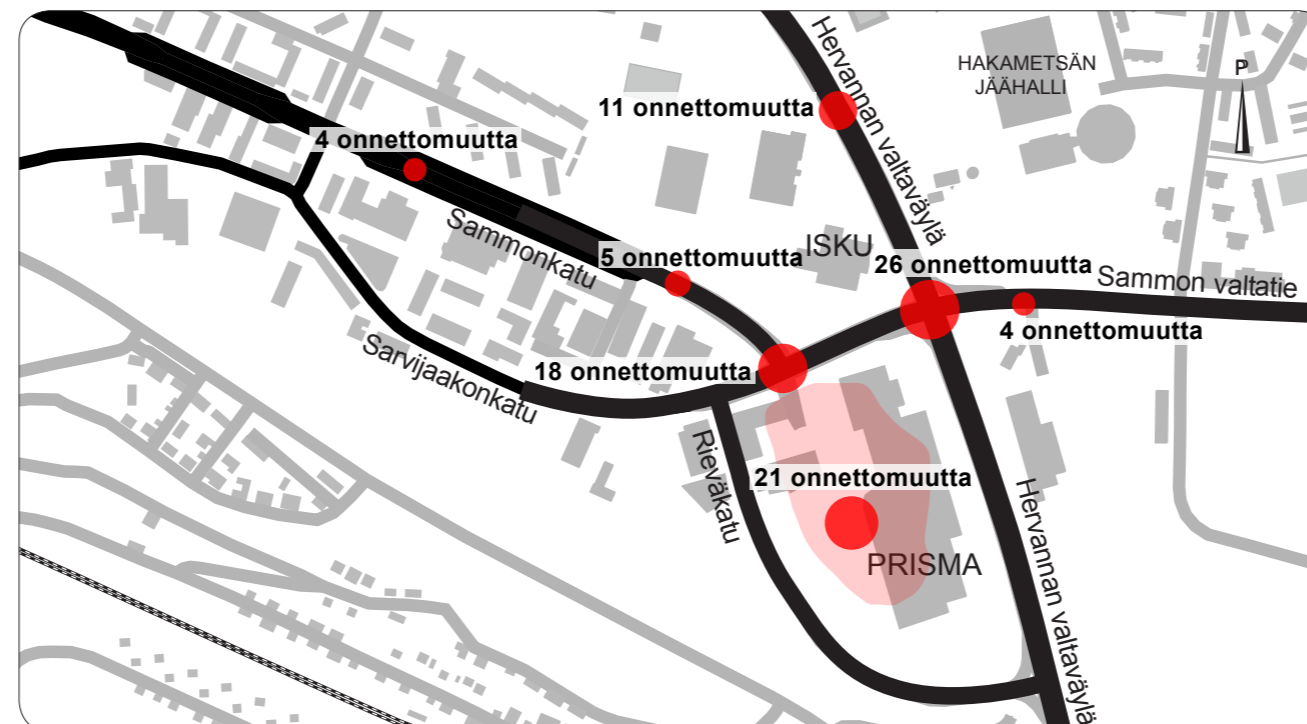 Hervannan valtaväylä
HAKAMETSÄN
JÄÄHALLI
P
11 onnettomuutta
4 onnettomuutta
Sammonkatu
ISKU
5 onnettomuutta
26 onnettomuutta
Sammon valtatie
4 onnettomuutta
Sarvijaakonkatu
18 onnettomuutta
Rieväkatu
21 onnettomuutta
PRISMA
Hervannan valtaväylä